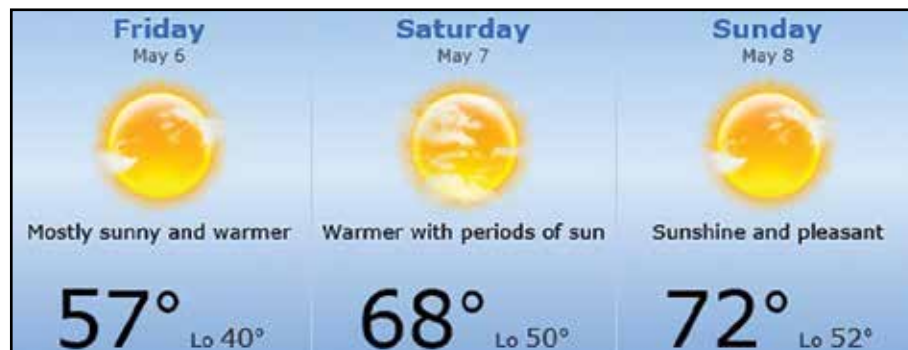 Friday
May 6
Mostly sunny and warmer
57° Lo 40°
Saturday
May 7
Warmer with periods of sun
68° Lo 50°
Sunday
May 8
Sunshine and pleasant
72° Lo 52°